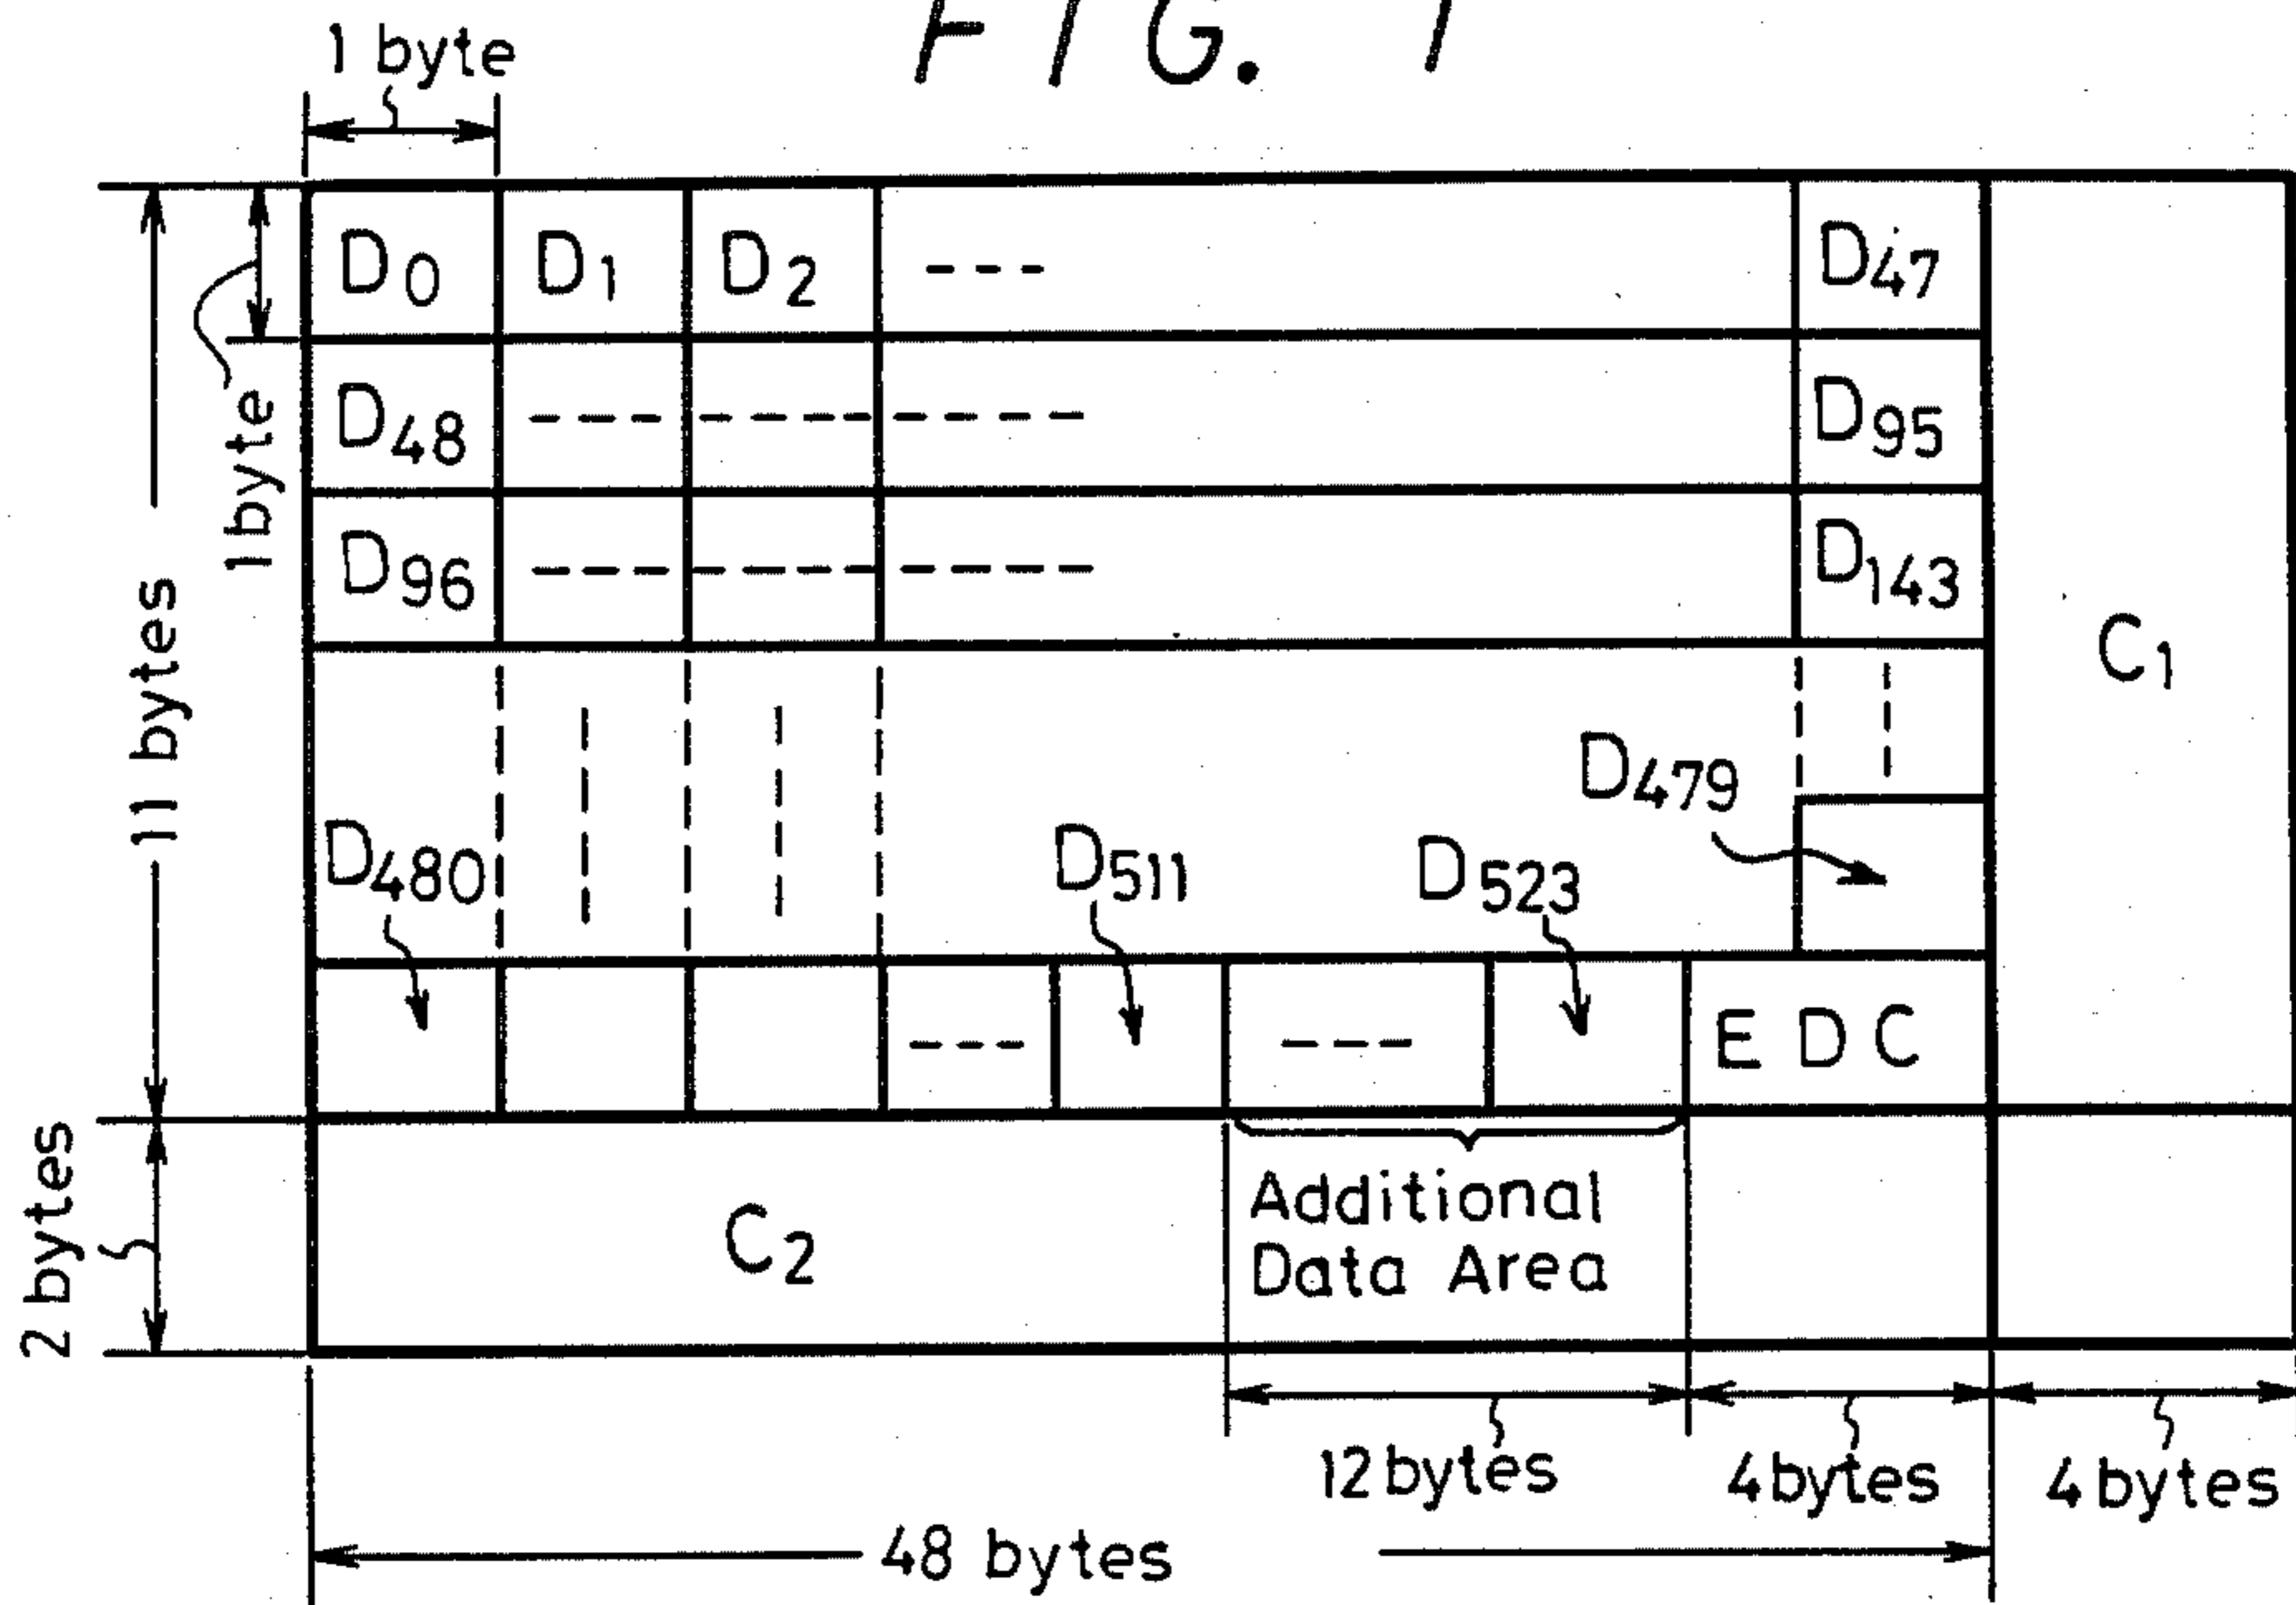 FIG. 1
1 byte
D0 D1 D2 --- D47
1 byte
D48 D95
D96 D143
11 bytes
C1
D479
D480 D511 D523
--- --- EDC
2 bytes
C2
Additional
Data Area
12 bytes 4 bytes 4 bytes
48 bytes